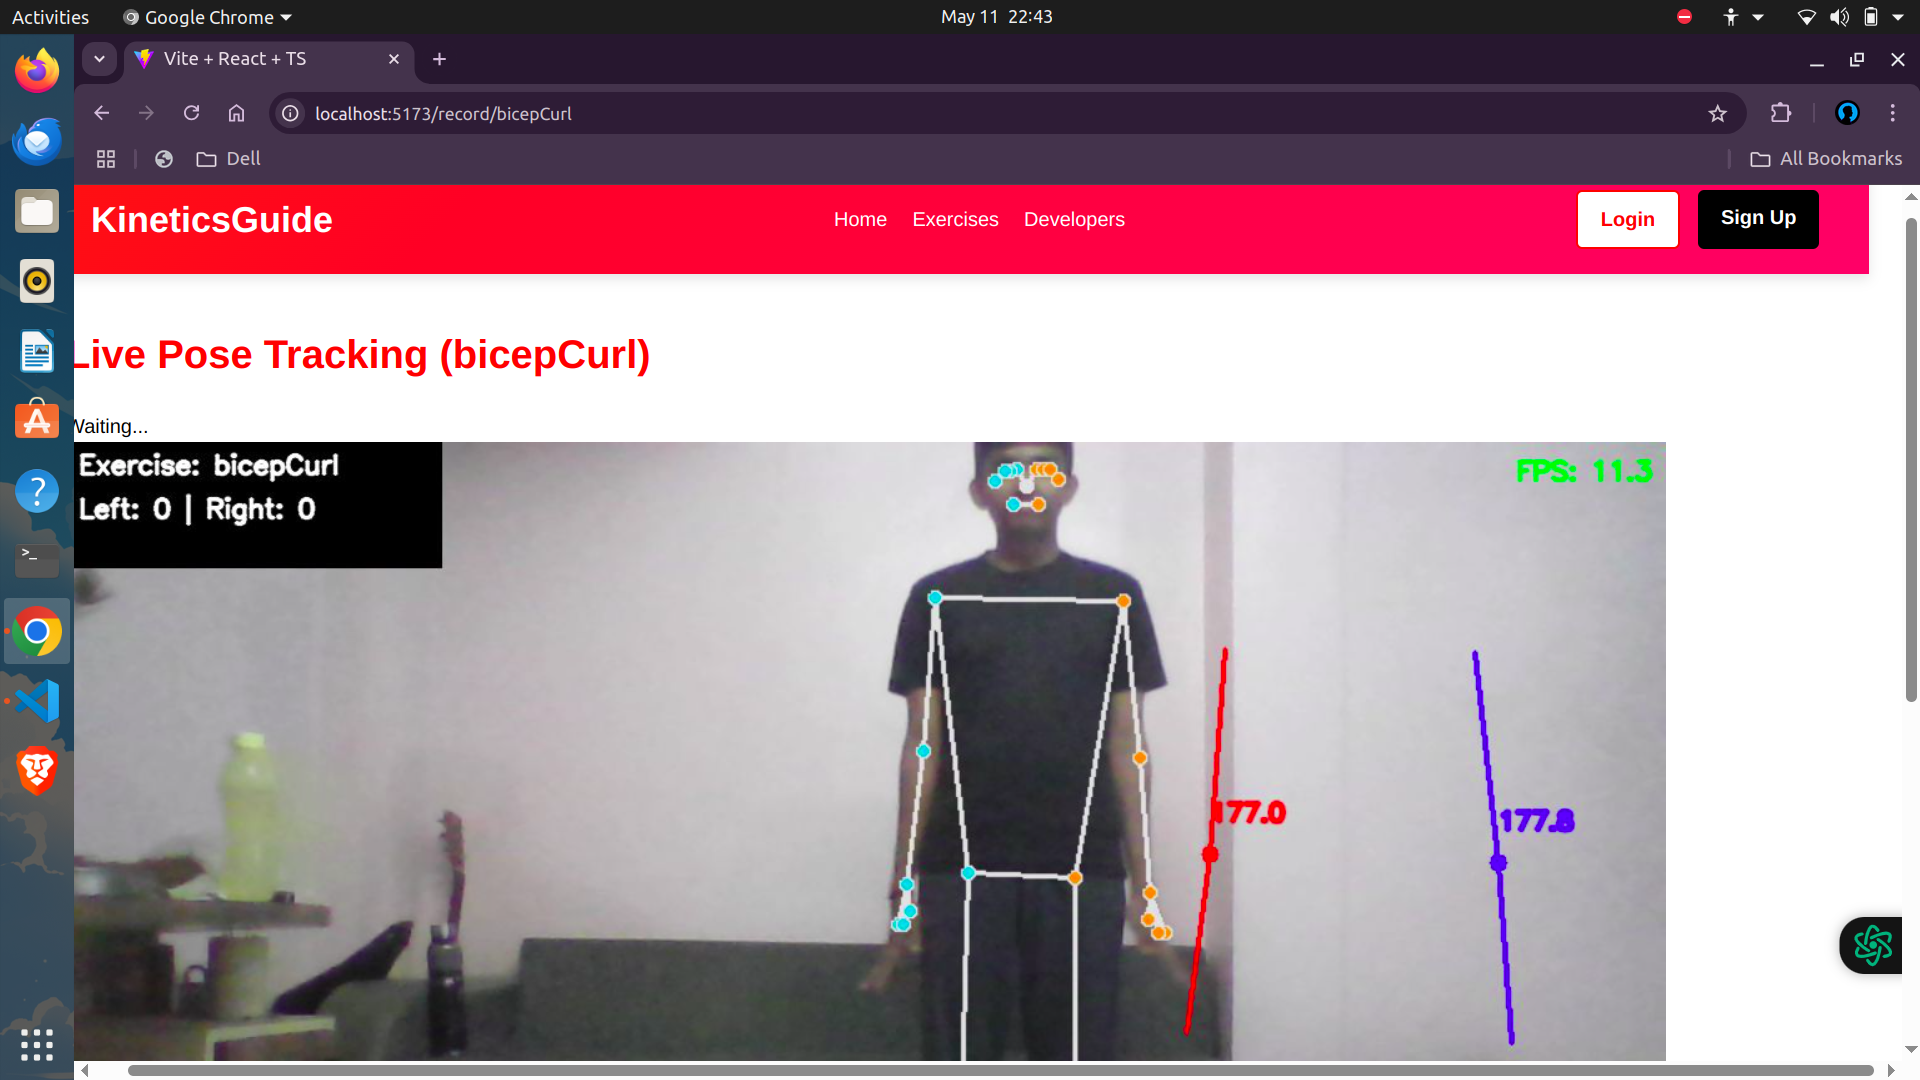 Activities
Google Chrome
May 11 22:43
Vite + React + TS
localhost:5173/record/bicepCurl
Dell
All Bookmarks
KineticsGuide
Home
Exercises
Developers
Login
Sign Up
Live Pose Tracking (bicepCurl)
Waiting...
Exercise: bicepCurl
FPS: 11.3
Left: 0 | Right: 0
177.0
177.8